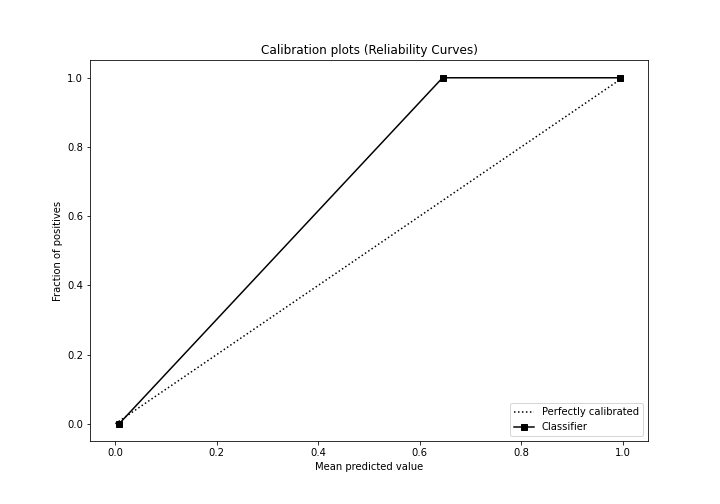 Calibration plots (Reliability Curves)
1.0
0.8
0.6
0.4
0.2
0.0
Fraction of positives
0.0 0.2 0.4 0.6 0.8 1.0
Mean predicted value
Perfectly calibrated
Classifier